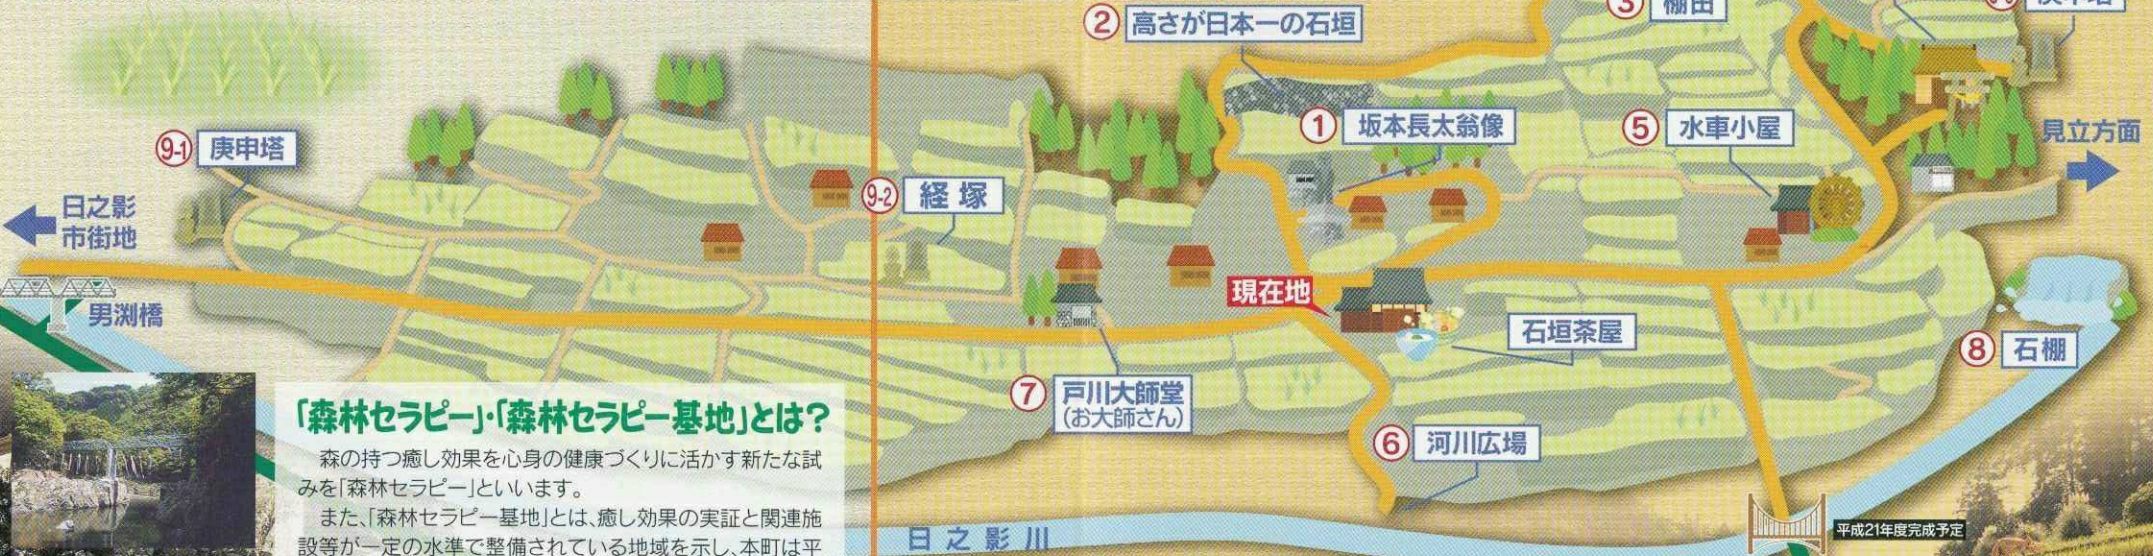 ② 高さが日本一の石垣
③ 棚田
① 坂本長太翁像
⑤ 水車小屋
見立方面
9-1 庚申塔
9-2 経塚
日之影
市街地
男渕橋
現在地
石垣茶屋
⑧ 石棚
⑦ 戸川大師堂
(お大師さん)
⑥ 河川広場
平成21年度完成予定
日之影川
「森林セラピー」・「森林セラピー基地」とは?
森の持つ癒し効果を心身の健康づくりに活かす新たな試
みを「森林セラピー」といいます。
また、「森林セラピー基地」とは、癒し効果の実証と関連施
設等が一定の水準で整備されている地域を示し、本町は平